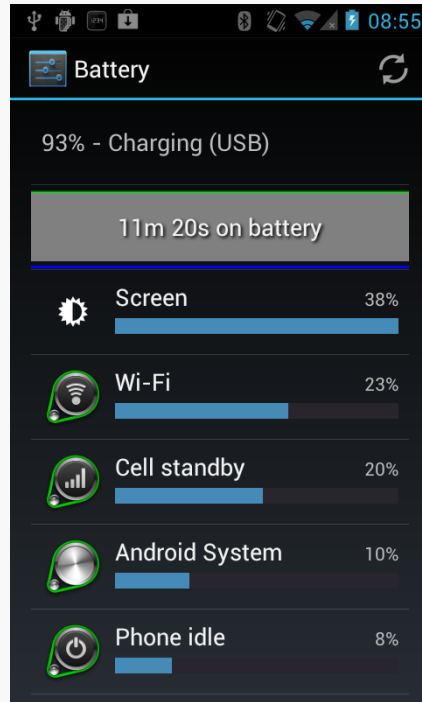 08:55
Battery
93% - Charging (USB)
11m 20s on battery
Screen 38%
Wi-Fi 23%
Cell standby 20%
Android System 10%
Phone idle 8%